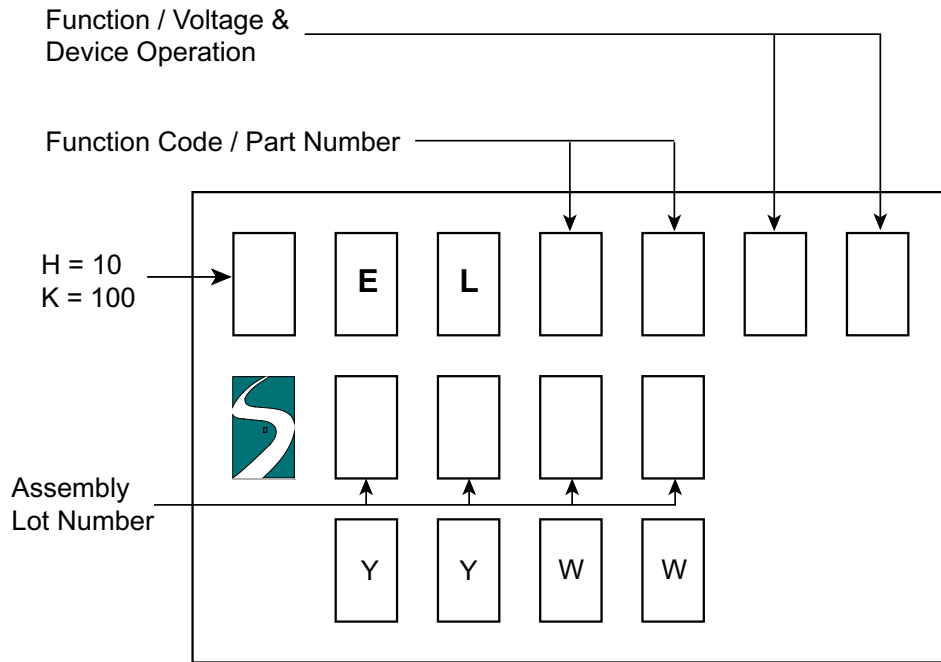 Function / Voltage &
Device Operation
Function Code / Part Number
H = 10
K = 100
E L
Assembly
Lot Number
Y Y W W